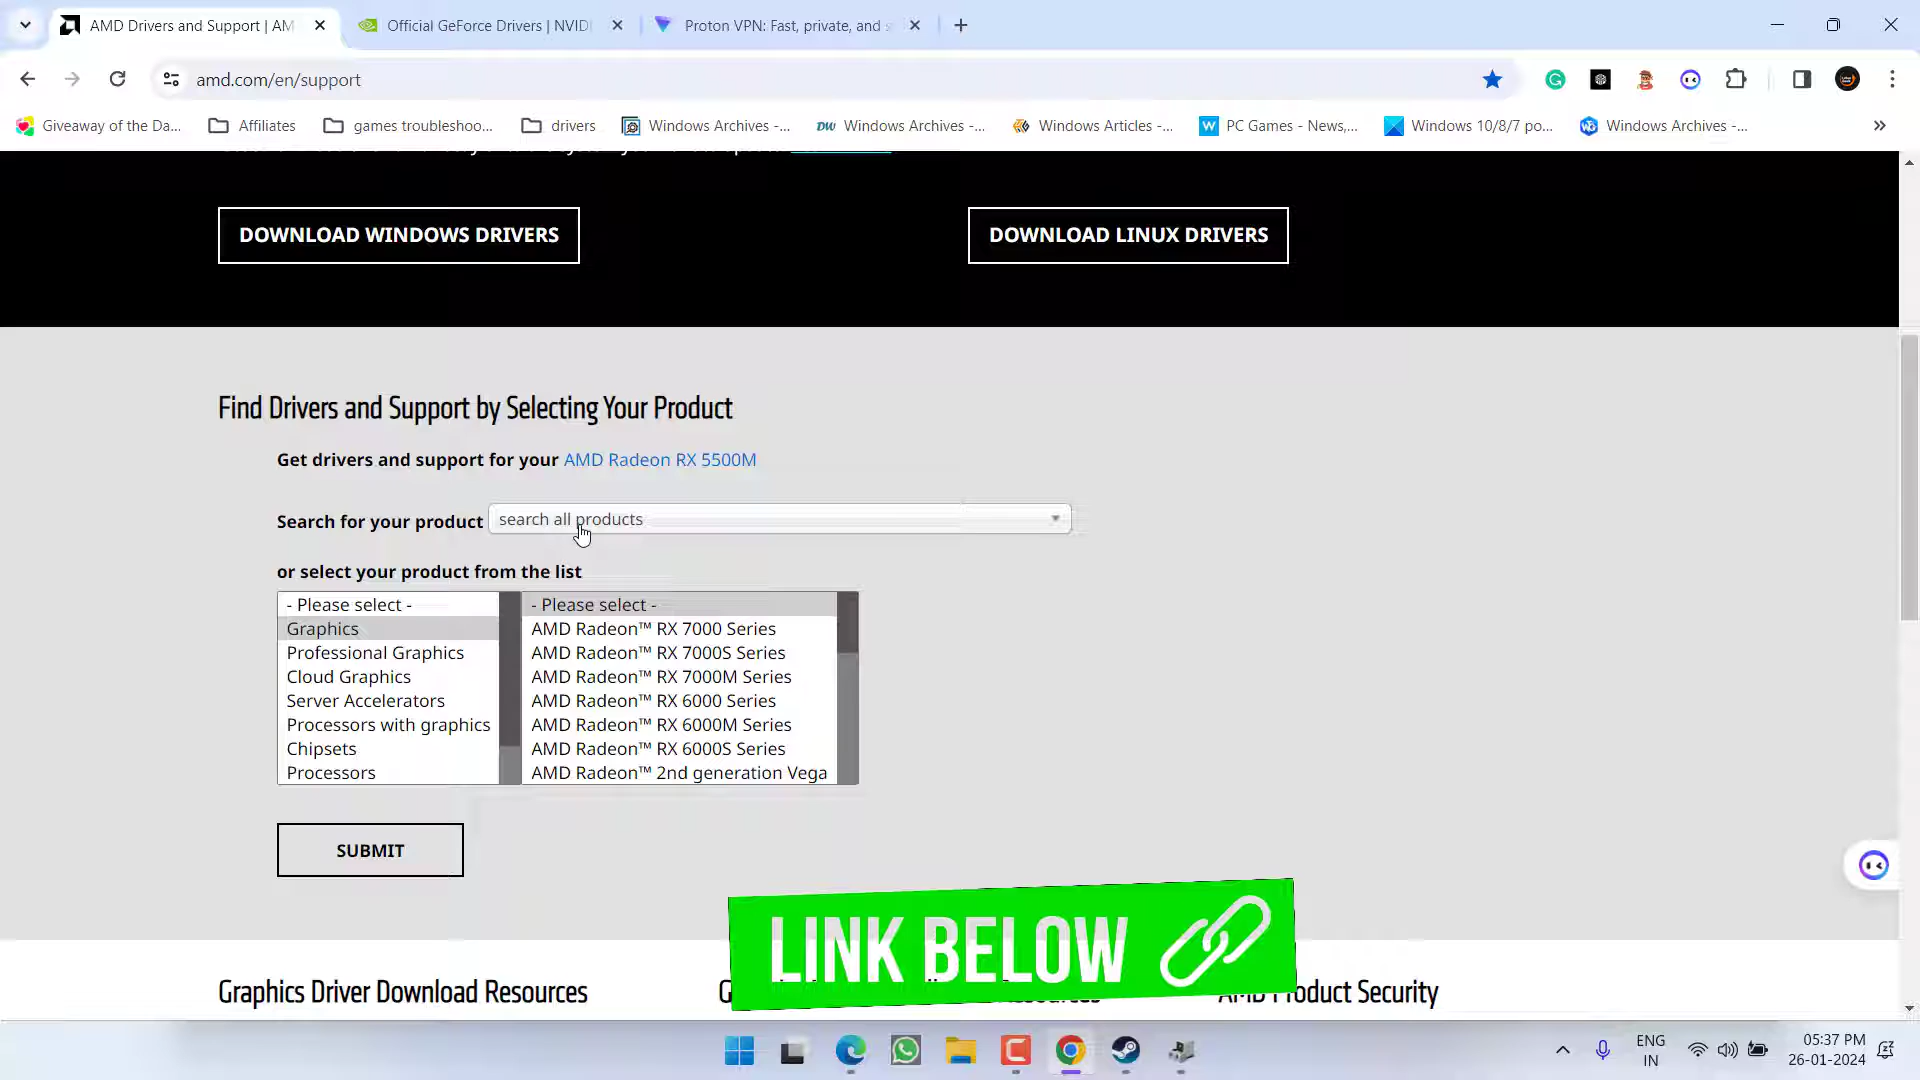 AMD Drivers and Support | AM
Official GeForce Drivers | NVIDI
Proton VPN: Fast, private, and s
amd.com/en/support
Giveaway of the Da...
Affiliates
games troubleshoo...
drivers
Windows Archives -...
DW Windows Archives -...
Windows Articles -...
W PC Games - News,...
Windows 10/8/7 po...
Windows Archives -...
DOWNLOAD WINDOWS DRIVERS
DOWNLOAD LINUX DRIVERS
Find Drivers and Support by Selecting Your Product
Get drivers and support for your AMD Radeon RX 5500M
Search for your product search all products
or select your product from the list
- Please select -
Graphics
Professional Graphics
Cloud Graphics
Server Accelerators
Processors with graphics
Chipsets
Processors
- Please select -
AMD Radeon™ RX 7000 Series
AMD Radeon™ RX 7000S Series
AMD Radeon™ RX 7000M Series
AMD Radeon™ RX 6000 Series
AMD Radeon™ RX 6000M Series
AMD Radeon™ RX 6000S Series
AMD Radeon™ 2nd generation Vega
SUBMIT
LINK BELOW
Graphics Driver Download Resources
AMD Product Security
ENG
IN
05:37 PM
26-01-2024